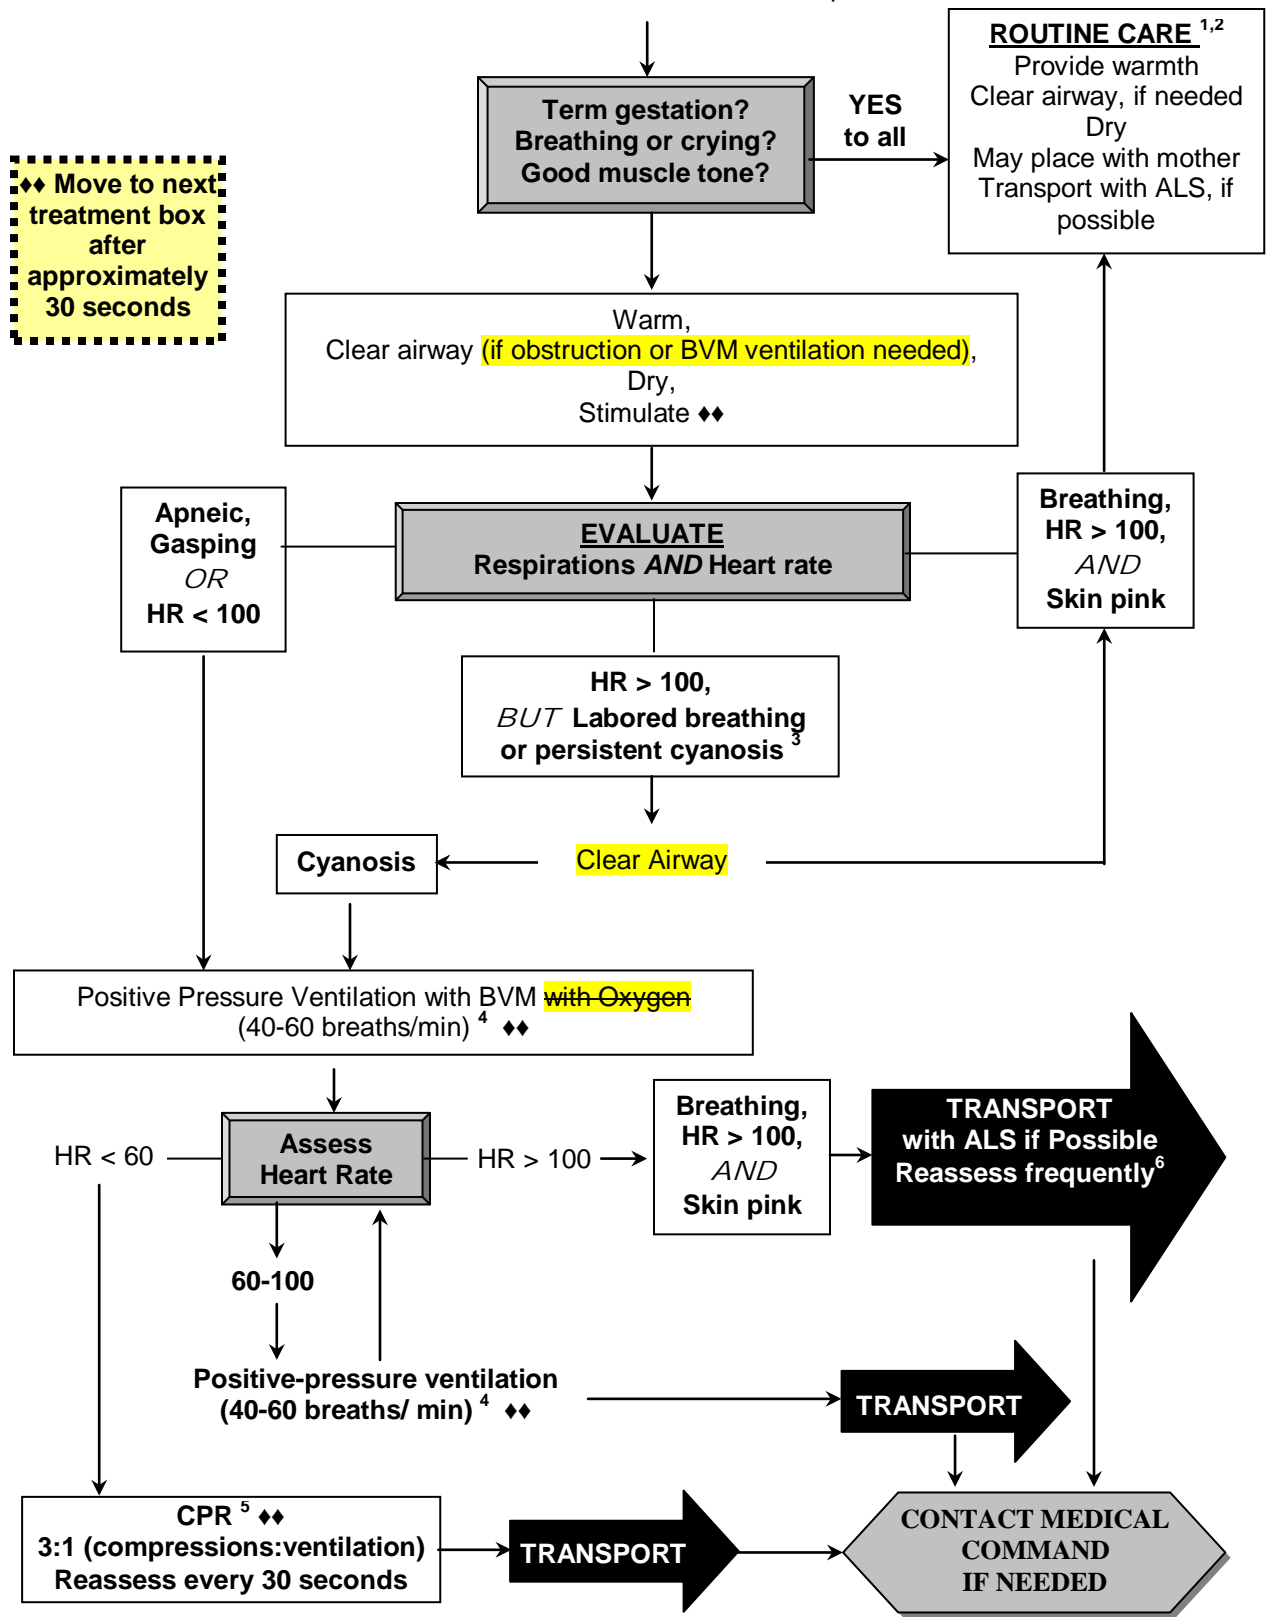 ROUTINE CARE 1,2
Provide warmth
Clear airway, if needed
Dry
May place with mother
Transport with ALS, if
possible
Term gestation?
Breathing or crying?
Good muscle tone?
YES
to all
♦♦ Move to next
treatment box
after
approximately
30 seconds
Warm,
Clear airway (if obstruction or BVM ventilation needed),
Dry,
Stimulate ♦♦
Apneic,
Gasping
OR
HR < 100
EVALUATE
Respirations AND Heart rate
Breathing,
HR > 100,
AND
Skin pink
HR > 100,
BUT Labored breathing
or persistent cyanosis 3
Cyanosis
Clear Airway
Positive Pressure Ventilation with BVM with Oxygen
(40-60 breaths/min) 4 ♦♦
HR < 60
Assess
Heart Rate
HR > 100
Breathing,
HR > 100,
AND
Skin pink
TRANSPORT
with ALS if Possible
Reassess frequently6
60-100
Positive-pressure ventilation
(40-60 breaths/ min) 4 ♦♦
TRANSPORT
CPR 5 ♦♦
3:1 (compressions:ventilation)
Reassess every 30 seconds
TRANSPORT
CONTACT MEDICAL
COMMAND
IF NEEDED